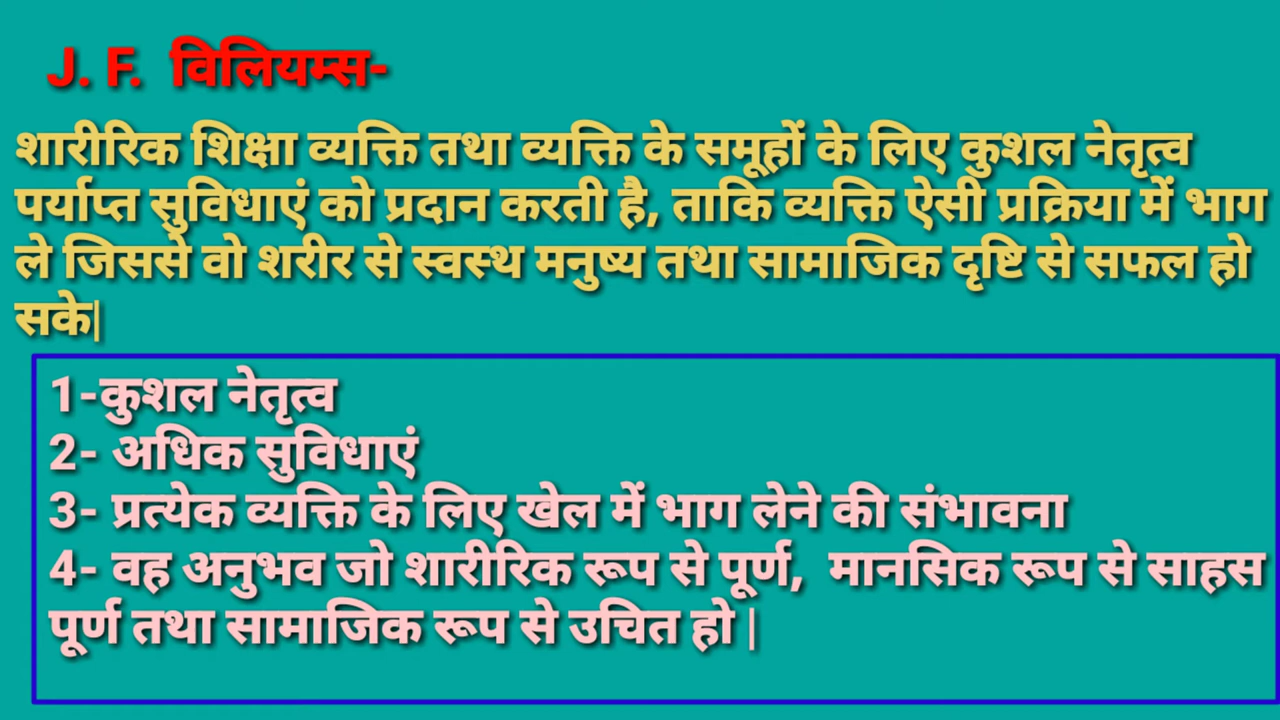 J. F. विलियम्स-
शारीरिक शिक्षा व्यक्ति तथा व्यक्ति के समूहों के लिए कुशल नेतृत्व
पर्याप्त सुविधाएं को प्रदान करती है, ताकि व्यक्ति ऐसी प्रक्रिया में भाग
ले जिससे वो शरीर से स्वस्थ मनुष्य तथा सामाजिक दृष्टि से सफल हो
सके|
1-कुशल नेतृत्व
2- अधिक सुविधाएं
3- प्रत्येक व्यक्ति के लिए खेल में भाग लेने की संभावना
4- वह अनुभव जो शारीरिक रूप से पूर्ण, मानसिक रूप से साहस
पूर्ण तथा सामाजिक रूप से उचित हो |